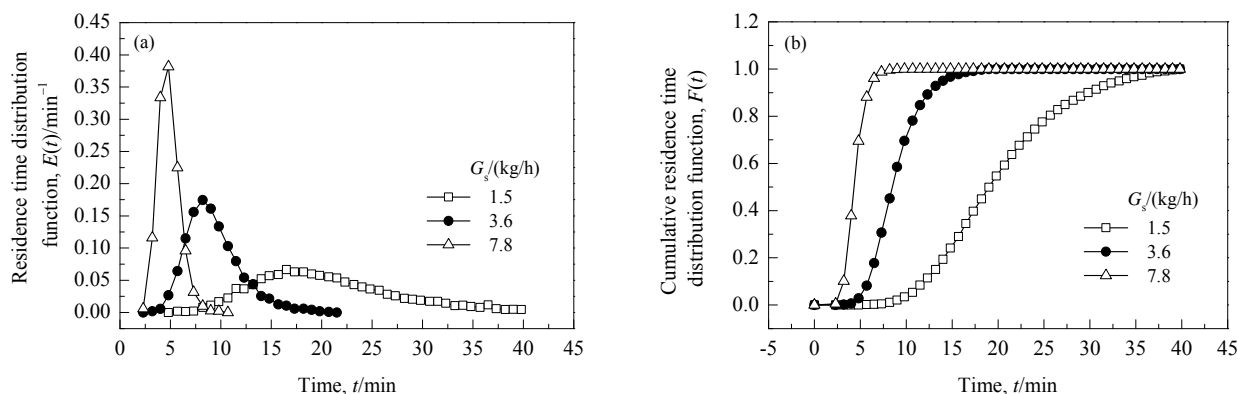 (a)
0.45
0.40
0.35
0.30
0.25
0.20
0.15
0.10
0.05
0.00
Residence time distribution
function, E(t)/min⁻¹
Gₛ/(kg/h)
1.5
3.6
7.8
0 5 10 15 20 25 30 35 40 45
Time, t/min
(b)
1.2
1.0
0.8
0.6
0.4
0.2
0.0
Cumulative residence time
distribution function, F(t)
Gₛ/(kg/h)
1.5
3.6
7.8
-5 0 5 10 15 20 25 30 35 40 45
Time, t/min